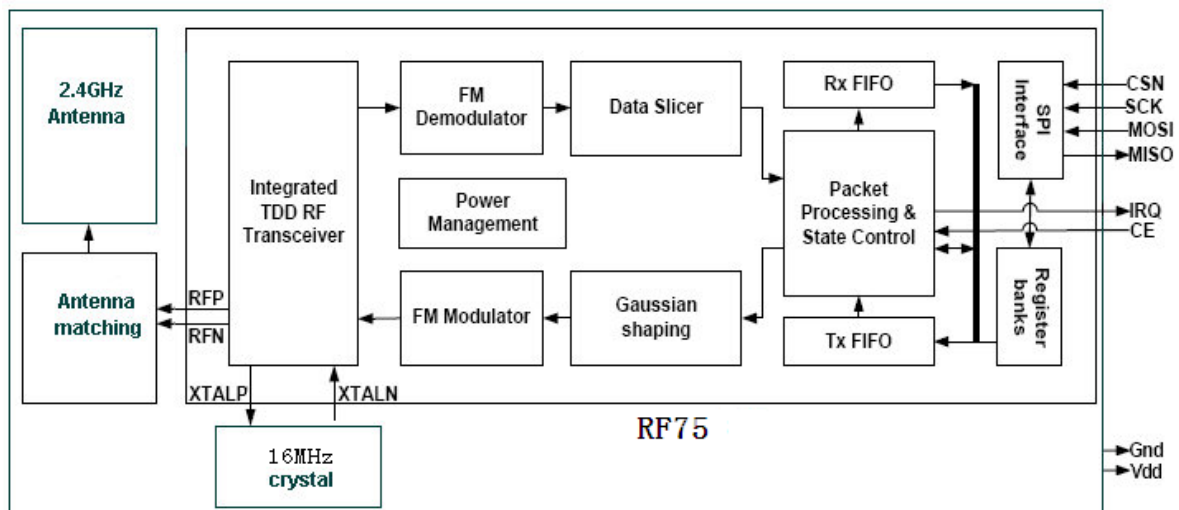 2.4GHz
Antenna
Antenna
matching
RFP
RFN
XTALP
XTALN
16MHz
crystal
Integrated
TDD RF
Transceiver
FM
Demodulator
Data Slicer
Power
Management
FM Modulator
Gaussian
shaping
Rx FIFO
Packet
Processing &
State Control
Tx FIFO
SPI
Interface
Register
banks
CSN
SCK
MOSI
MISO
IRQ
CE
RF75
Gnd
Vdd